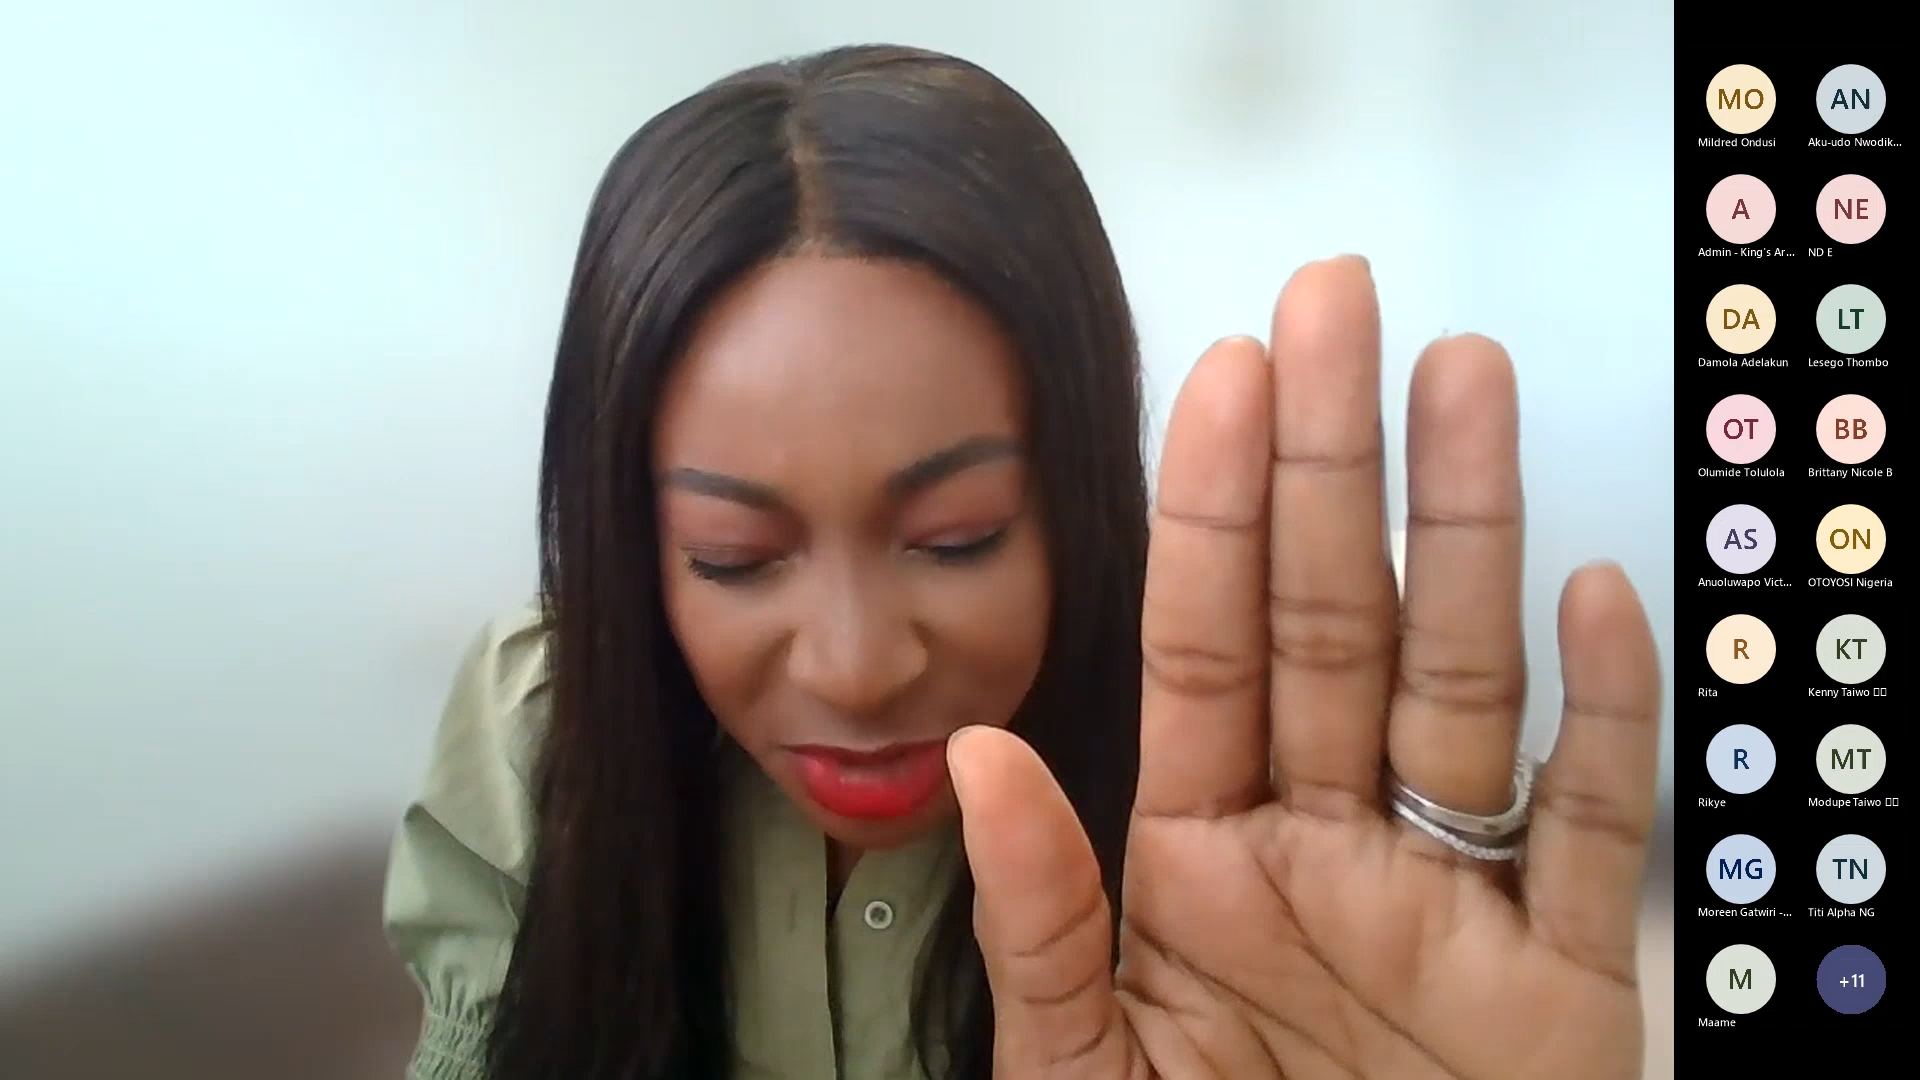 MO AN
Mildred Ondusi Aku-udo Nwodik...
A NE
Admin - King's Ar... ND E
DA LT
Damola Adelakun Lesego Thombo
OT BB
Olumide Tolulola Brittany Nicole B
AS ON
Anuoluwapo Vict... OTOYOSI Nigeria
R KT
Rita Kenny Taiwo
R MT
Rikye Modupe Taiwo
MG TN
Moreen Gatwiri -... Titi Alpha NG
M +11
Maame